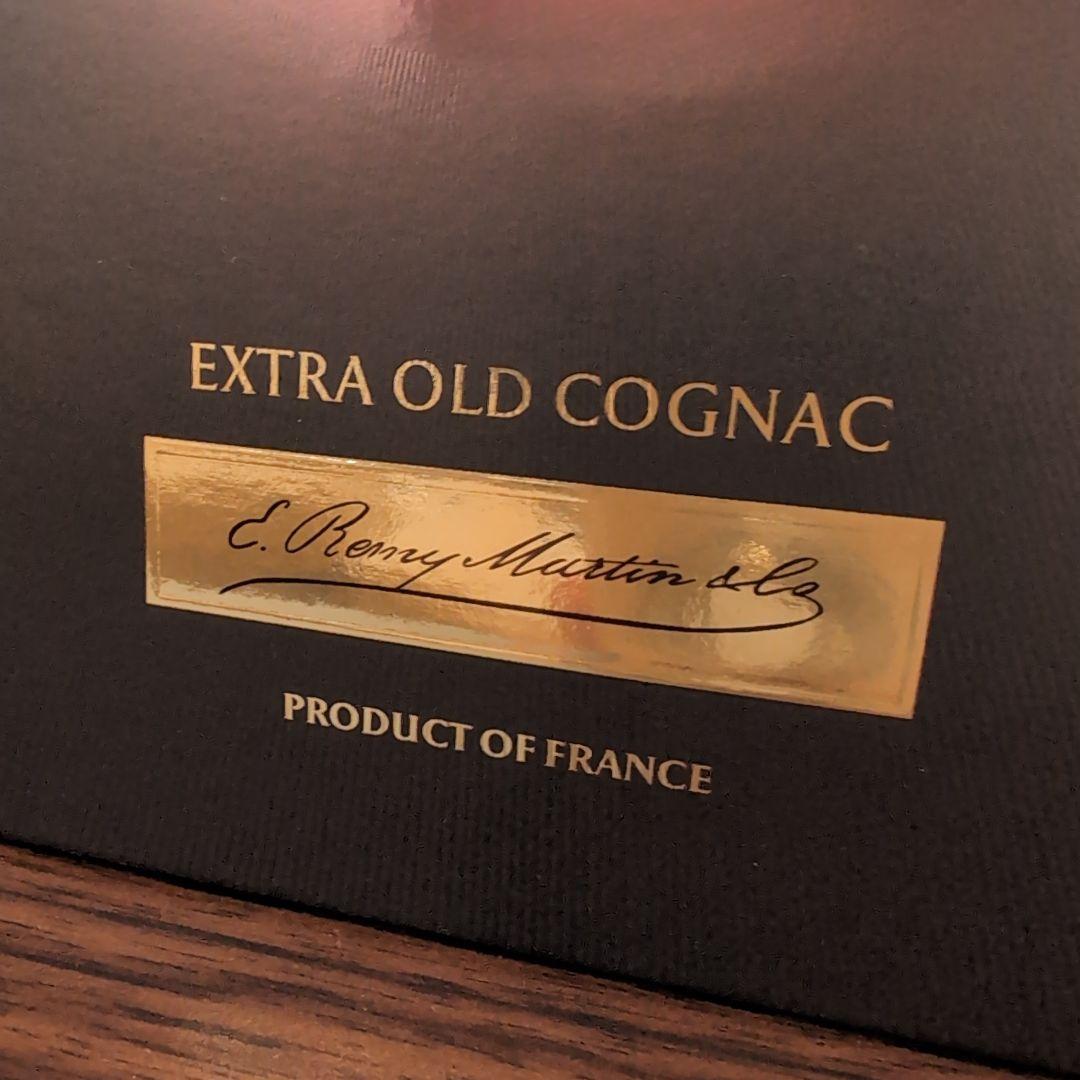 EXTRA OLD COGNAC
E. Remy Martin & Co
PRODUCT OF FRANCE